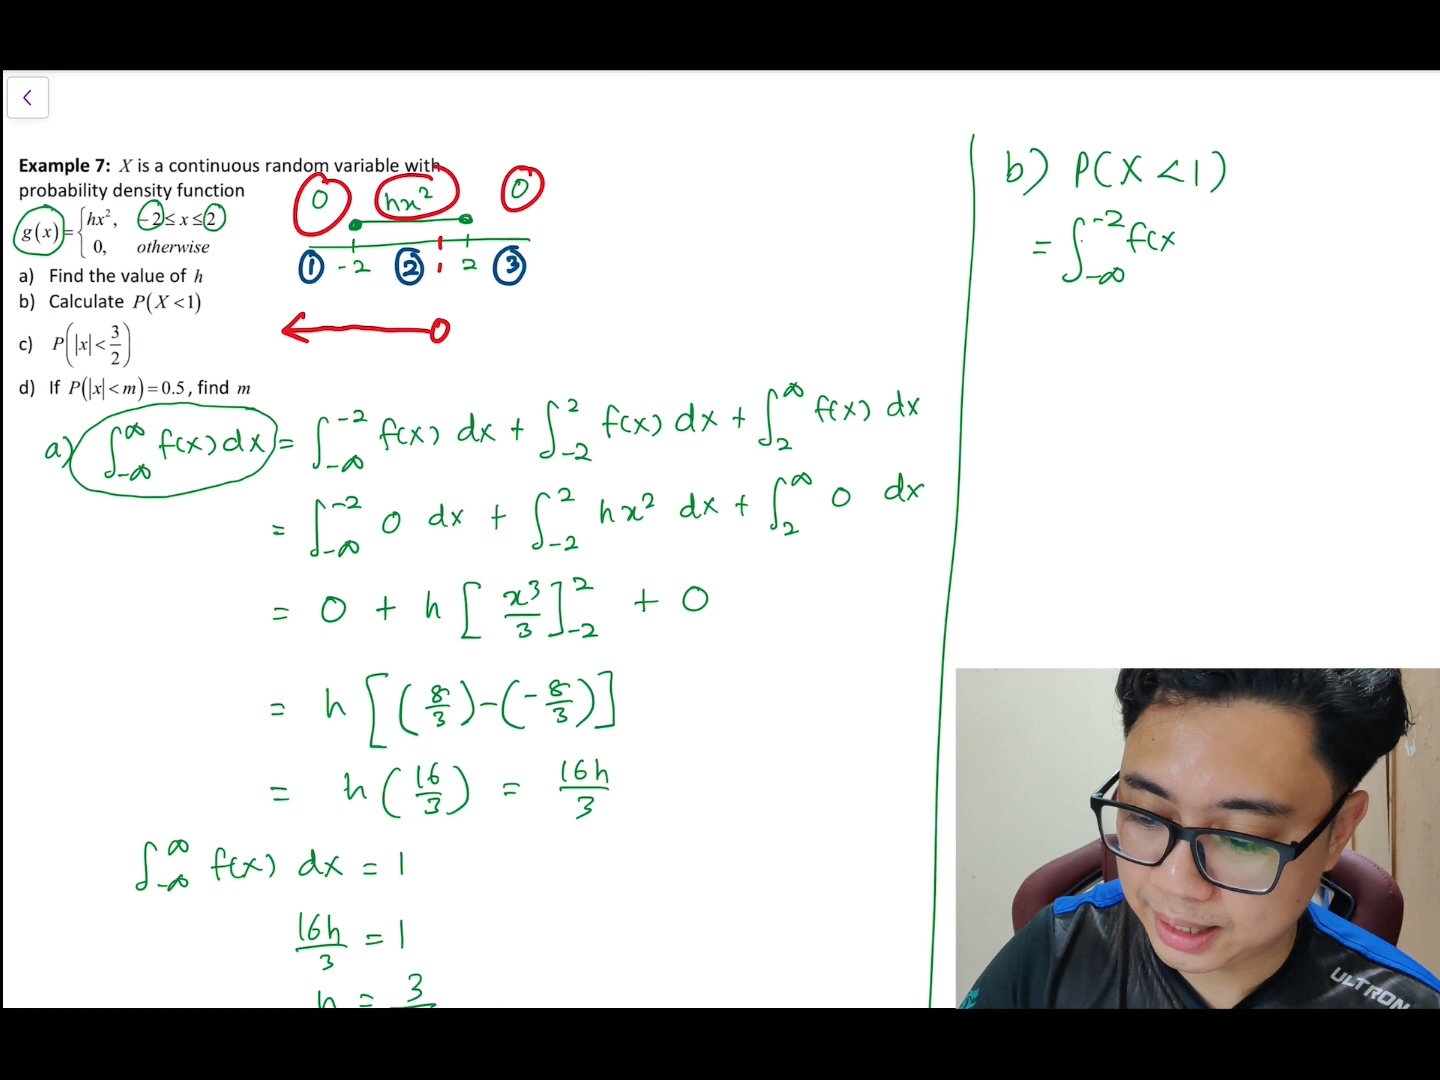 Example 7: X is a continuous random variable with
probability density function
g(x) = { hx², -2 ≤ x ≤ 2
0, otherwise
a) Find the value of h
b) Calculate P(X < 1)
c) P(|x| < 3/2)
d) If P(|x| < m) = 0.5, find m
0 hx² 0
1 -2 2 1 2 3
a) ∫_{-∞}^{∞} f(x) dx = ∫_{-∞}^{-2} f(x) dx + ∫_{-2}^{2} f(x) dx + ∫_{2}^{∞} f(x) dx
= ∫_{-∞}^{-2} 0 dx + ∫_{-2}^{2} hx² dx + ∫_{2}^{∞} 0 dx
= 0 + h [x³/3]_{-2}^{2} + 0
= h [(8/3) - (-8/3)]
= h (16/3) = 16h/3
∫_{-∞}^{∞} f(x) dx = 1
16h/3 = 1
h = 3
b) P(X < 1)
= ∫_{-∞}^{-2} f(x
ULTRON